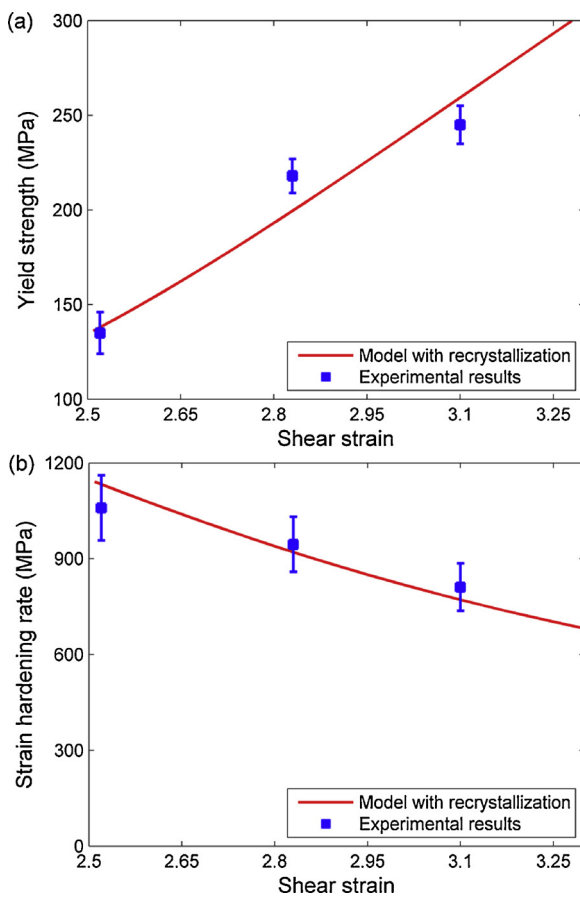 (a)
300
250
200
150
100
Yield strength (MPa)
Model with recrystallization
Experimental results
2.5 2.65 2.8 2.95 3.1 3.25
Shear strain
(b)
1200
900
600
300
0
Strain hardening rate (MPa)
Model with recrystallization
Experimental results
2.5 2.65 2.8 2.95 3.1 3.25
Shear strain